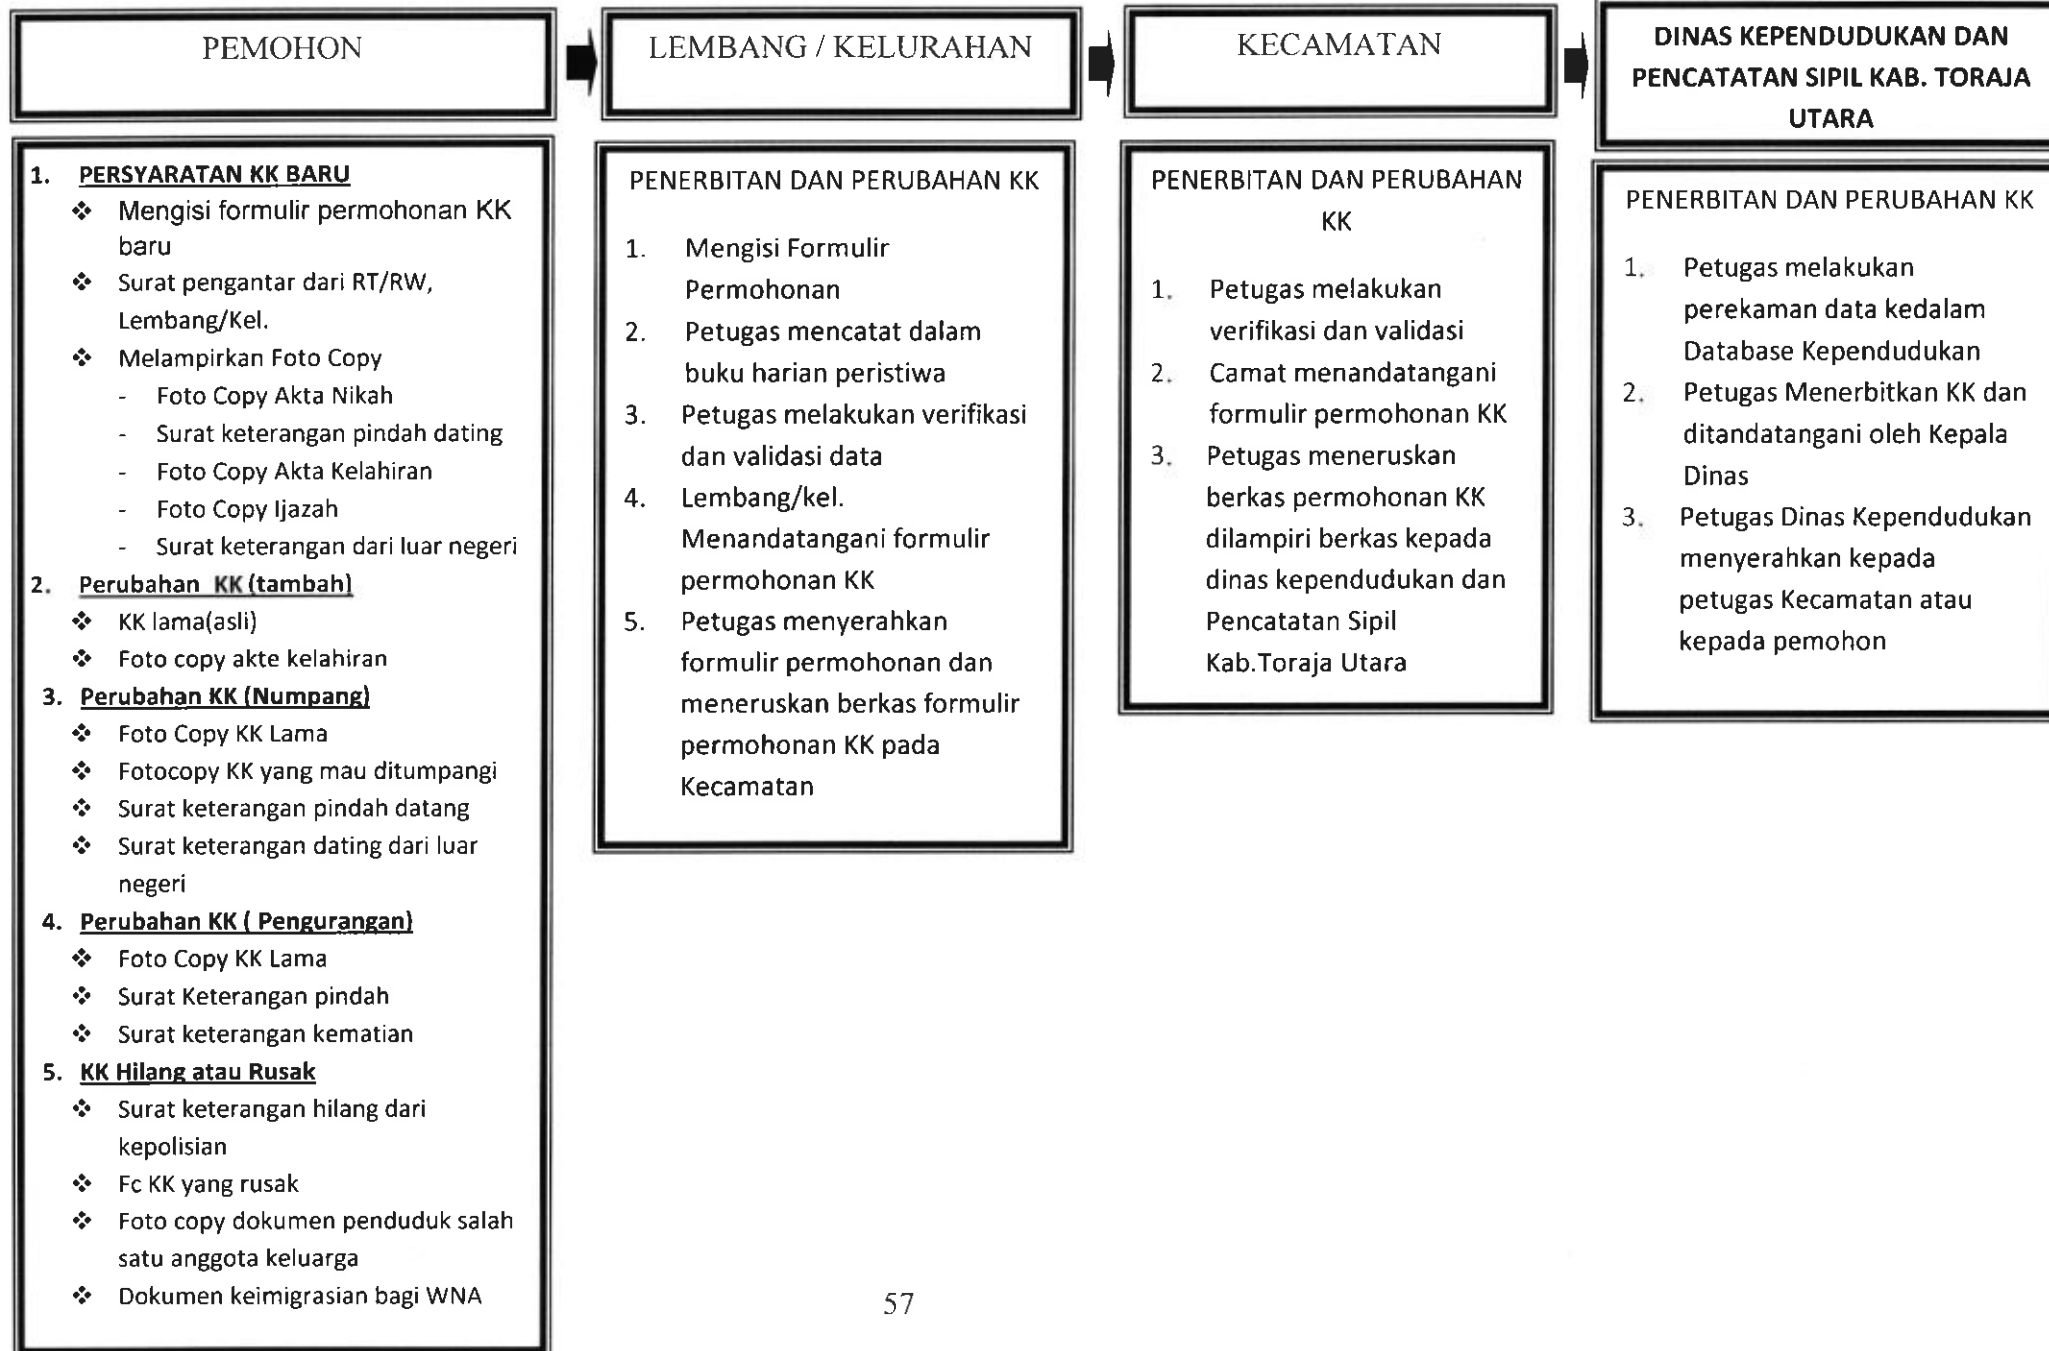 PEMOHON
LEMBANG / KELURAHAN
KECAMATAN
DINAS KEPENDUDUKAN DAN
PENCATATAN SIPIL KAB. TORAJA
UTARA
1. PERSYARATAN KK BARU
❖ Mengisi formulir permohonan KK
baru
❖ Surat pengantar dari RT/RW,
Lembang/Kel.
❖ Melampirkan Foto Copy
- Foto Copy Akta Nikah
- Surat keterangan pindah dating
- Foto Copy Akta Kelahiran
- Foto Copy Ijazah
- Surat keterangan dari luar negeri
2. Perubahan KK (tambah)
❖ KK lama(asli)
❖ Foto copy akte kelahiran
3. Perubahan KK (Numpang)
❖ Foto Copy KK Lama
❖ Fotocopy KK yang mau ditumpangi
❖ Surat keterangan pindah datang
❖ Surat keterangan dating dari luar
negeri
4. Perubahan KK ( Pengurangan)
❖ Foto Copy KK Lama
❖ Surat Keterangan pindah
❖ Surat keterangan kematian
5. KK Hilang atau Rusak
❖ Surat keterangan hilang dari
kepolisian
❖ Fc KK yang rusak
❖ Foto copy dokumen penduduk salah
satu anggota keluarga
❖ Dokumen keimigrasian bagi WNA
PENERBITAN DAN PERUBAHAN KK
1. Mengisi Formulir
Permohonan
2. Petugas mencatat dalam
buku harian peristiwa
3. Petugas melakukan verifikasi
dan validasi data
4. Lembang/kel.
Menandatangani formulir
permohonan KK
5. Petugas menyerahkan
formulir permohonan dan
meneruskan berkas formulir
permohonan KK pada
Kecamatan
PENERBITAN DAN PERUBAHAN
KK
1. Petugas melakukan
verifikasi dan validasi
2. Camat menandatangani
formulir permohonan KK
3. Petugas meneruskan
berkas permohonan KK
dilampiri berkas kepada
dinas kependudukan dan
Pencatatan Sipil
Kab.Toraja Utara
PENERBITAN DAN PERUBAHAN KK
1. Petugas melakukan
perekaman data kedalam
Database Kependudukan
2. Petugas Menerbitkan KK dan
ditandatangani oleh Kepala
Dinas
3. Petugas Dinas Kependudukan
menyerahkan kepada
petugas Kecamatan atau
kepada pemohon
57